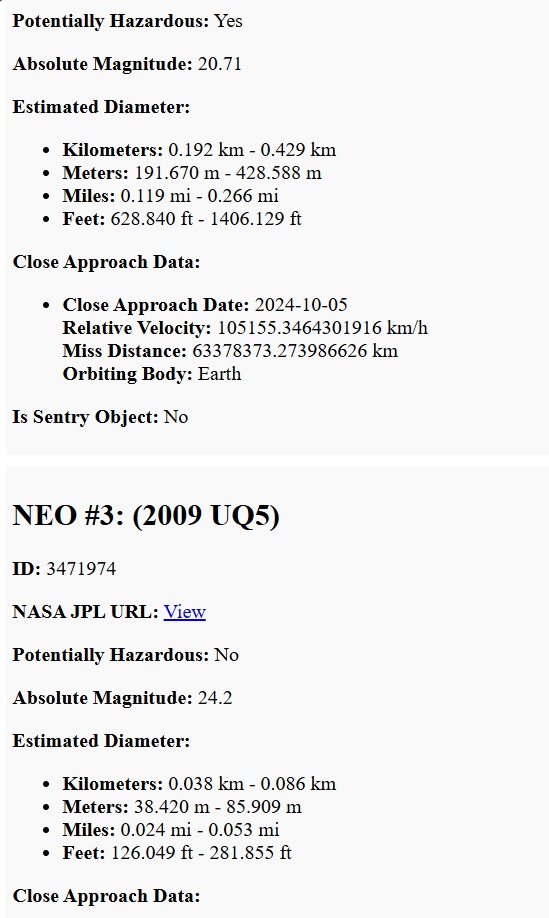 Potentially Hazardous: Yes
Absolute Magnitude: 20.71
Estimated Diameter:
• Kilometers: 0.192 km - 0.429 km
• Meters: 191.670 m - 428.588 m
• Miles: 0.119 mi - 0.266 mi
• Feet: 628.840 ft - 1406.129 ft
Close Approach Data:
• Close Approach Date: 2024-10-05
Relative Velocity: 105155.3464301916 km/h
Miss Distance: 63378373.273986626 km
Orbiting Body: Earth
Is Sentry Object: No
NEO #3: (2009 UQ5)
ID: 3471974
NASA JPL URL: View
Potentially Hazardous: No
Absolute Magnitude: 24.2
Estimated Diameter:
• Kilometers: 0.038 km - 0.086 km
• Meters: 38.420 m - 85.909 m
• Miles: 0.024 mi - 0.053 mi
• Feet: 126.049 ft - 281.855 ft
Close Approach Data: